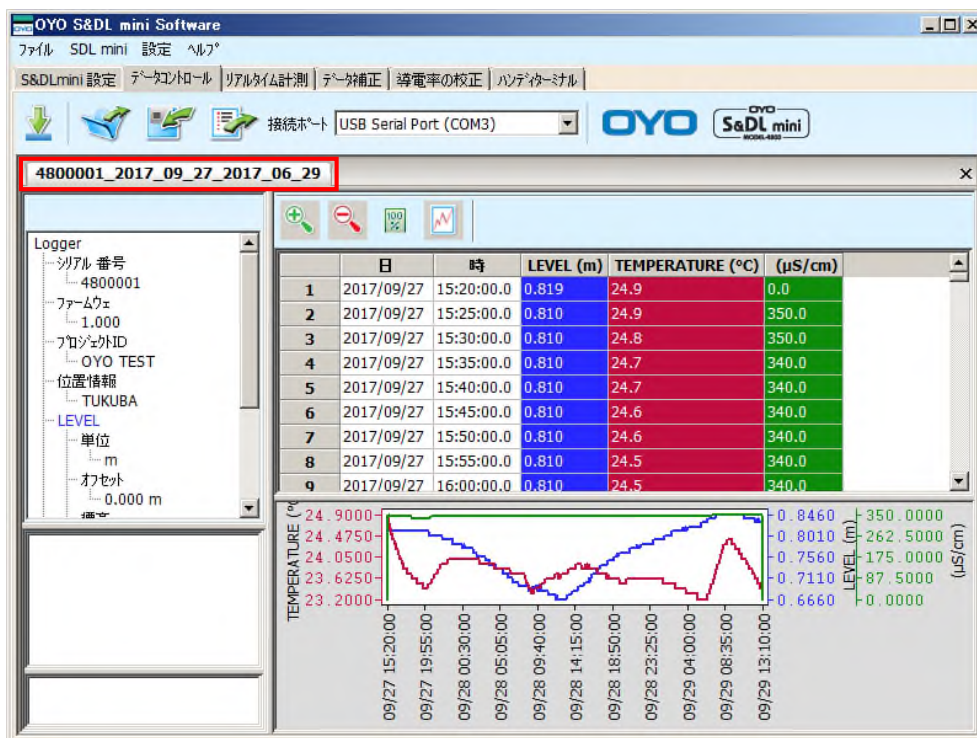 OYO S&DL mini Software
ファイル SDL mini 設定 ヘルプ
S&DLmini 設定 データコントロール リアルタイム計測 データ補正 導電率の校正 ハンディターミナル
接続ポート USB Serial Port (COM3) OYO OYO S&DL mini MODEL-4800
4800001_2017_09_27_2017_06_29
Logger
シリアル 番号
4800001
ファームウェ
1.000
プロジェクトID
OYO TEST
位置情報
TUKUBA
LEVEL
単位
m
オフセット
0.000 m
標高
100 %
日 時 LEVEL (m) TEMPERATURE (°C) (µS/cm)
1 2017/09/27 15:20:00.0 0.819 24.9 0.0
2 2017/09/27 15:25:00.0 0.810 24.9 350.0
3 2017/09/27 15:30:00.0 0.810 24.8 350.0
4 2017/09/27 15:35:00.0 0.810 24.7 340.0
5 2017/09/27 15:40:00.0 0.810 24.7 340.0
6 2017/09/27 15:45:00.0 0.810 24.6 340.0
7 2017/09/27 15:50:00.0 0.810 24.6 340.0
8 2017/09/27 15:55:00.0 0.810 24.5 340.0
9 2017/09/27 16:00:00.0 0.810 24.5 340.0
TEMPERATURE (°C
24.9000 0.8460 350.0000
24.4750 0.8010 262.5000
24.0500 0.7560 175.0000
23.6250 0.7110 87.5000
23.2000 0.6660 0.0000
LEVEL (m)
(µS/cm)
09/27 15:20:00
09/27 19:55:00
09/28 00:30:00
09/28 05:05:00
09/28 09:40:00
09/28 14:15:00
09/28 18:50:00
09/28 23:25:00
09/29 04:00:00
09/29 08:35:00
09/29 13:10:00